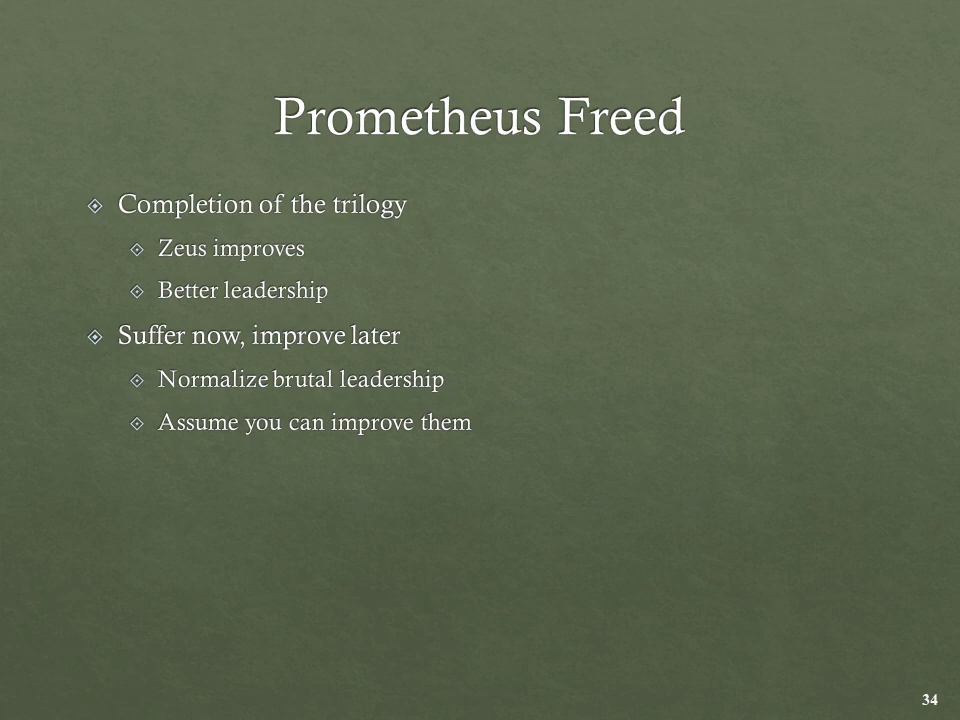 Prometheus Freed
Completion of the trilogy
Zeus improves
Better leadership
Suffer now, improve later
Normalize brutal leadership
Assume you can improve them
34